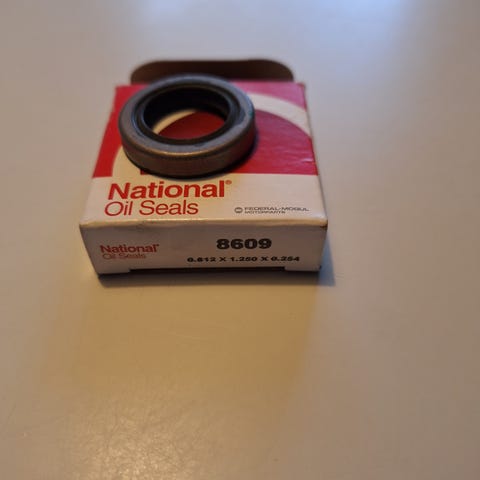 National®
Oil Seals
FEDERAL-MOGUL
MOTORPARTS
National®
Oil Seals
8609
0.812 X 1.250 X 0.254